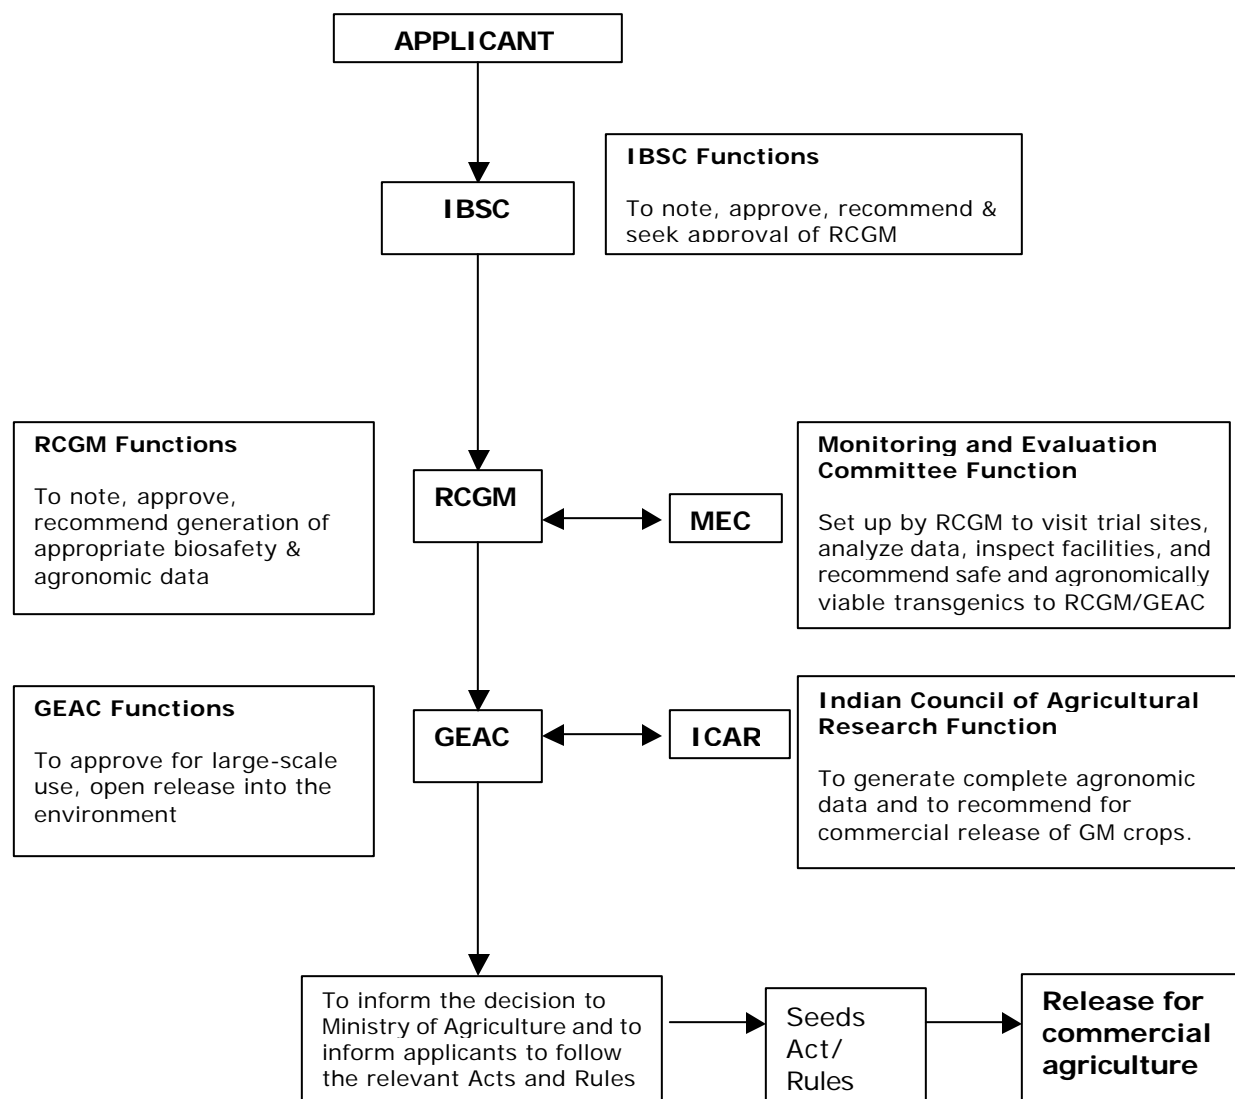 APPLICANT
IBSC Functions
To note, approve, recommend &
seek approval of RCGM
IBSC
RCGM Functions
To note, approve,
recommend generation of
appropriate biosafety &
agronomic data
RCGM
MEC
Monitoring and Evaluation
Committee Function
Set up by RCGM to visit trial sites,
analyze data, inspect facilities, and
recommend safe and agronomically
viable transgenics to RCGM/GEAC
GEAC Functions
To approve for large-scale
use, open release into the
environment
GEAC
ICAR
Indian Council of Agricultural
Research Function
To generate complete agronomic
data and to recommend for
commercial release of GM crops.
To inform the decision to
Ministry of Agriculture and to
inform applicants to follow
the relevant Acts and Rules
Seeds
Act/
Rules
Release for
commercial
agriculture